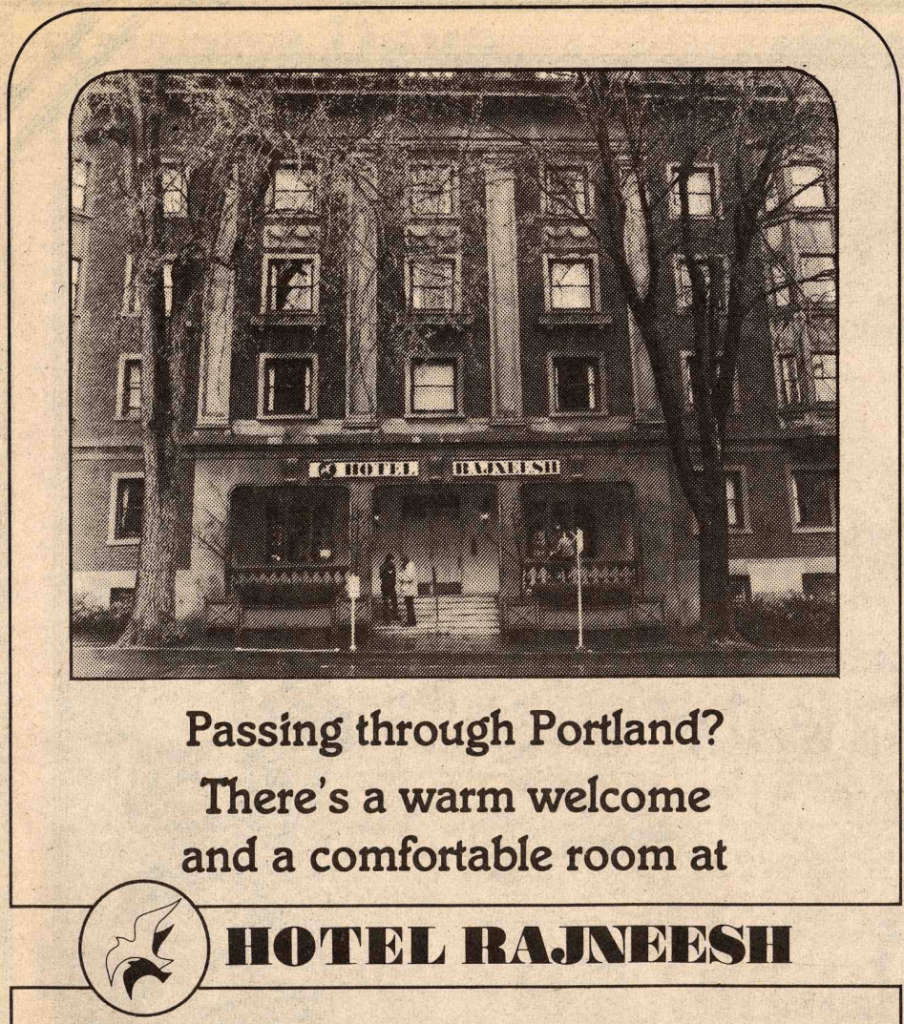 HOTEL RAJNEESH
Passing through Portland?
There's a warm welcome
and a comfortable room at
HOTEL RAJNEESH